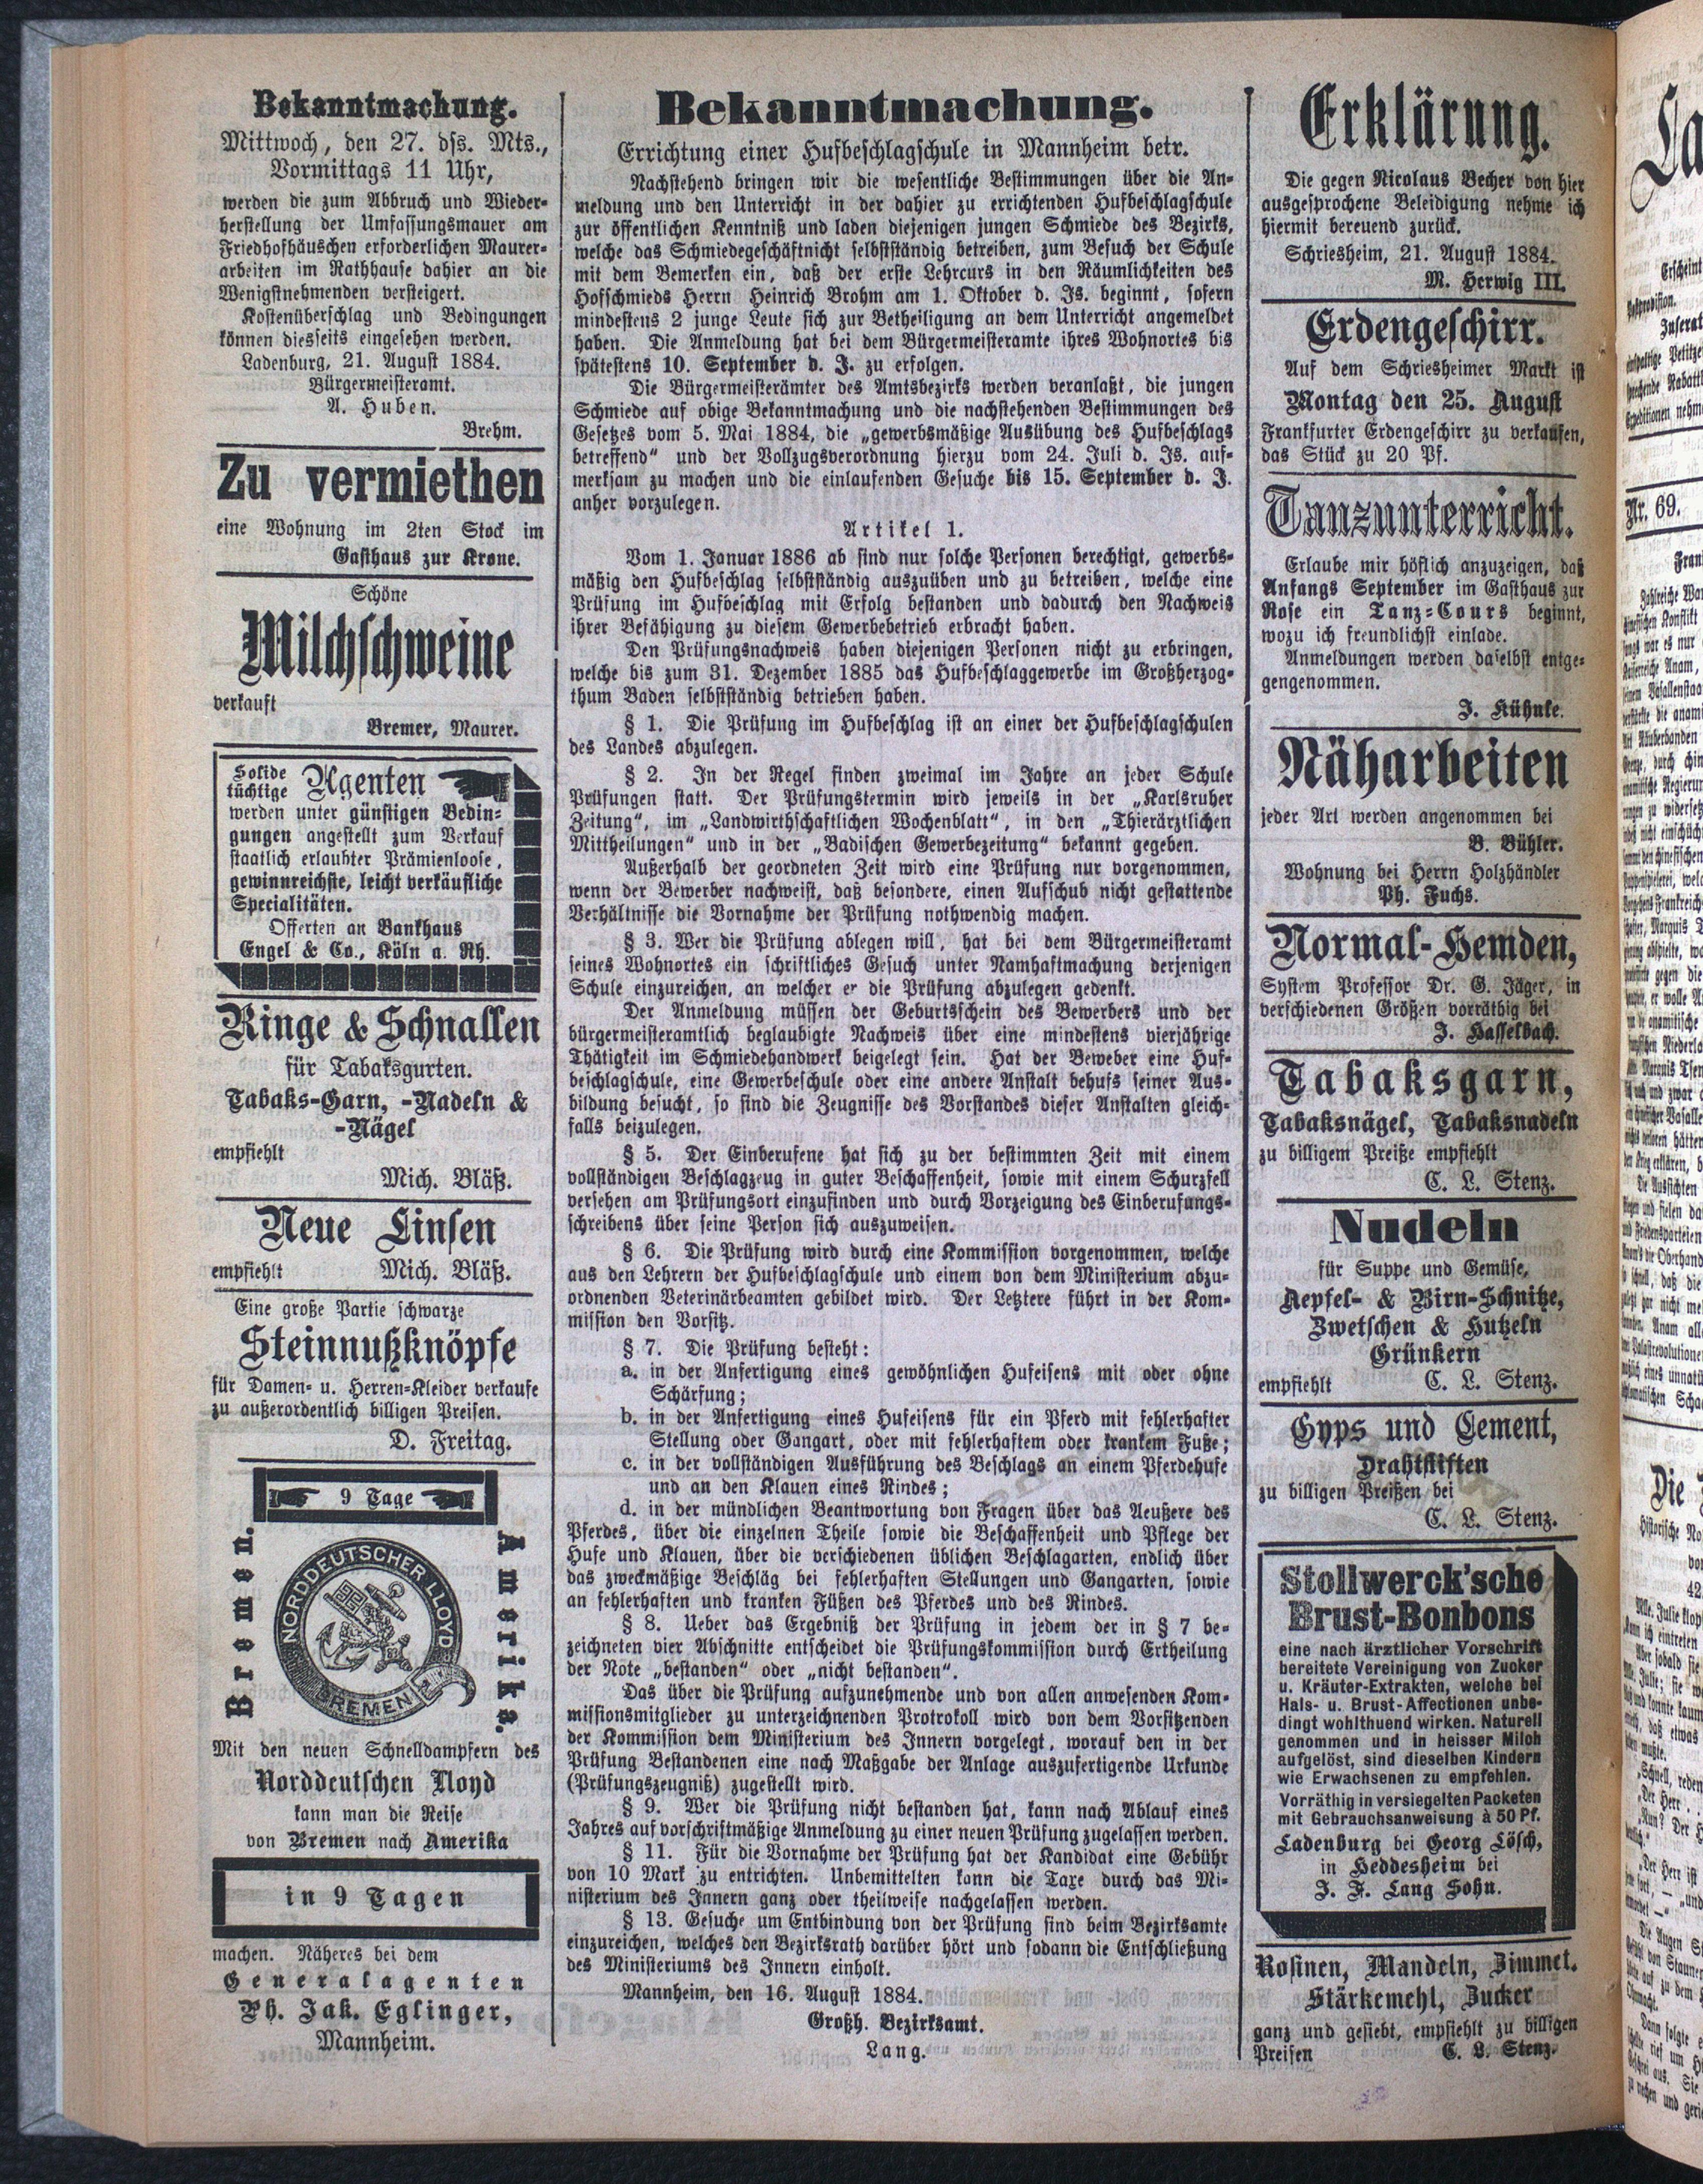 Bekanntmachung.
Mittwoch, den 27. dss. Mts.,
Vormittags 11 Uhr,
werden die zum Abbruch und Wieder-
herstellung der Umfassungsmauer am
Friedhofhäuschen erforderlichen Maurer-
arbeiten im Rathhause dahier an die
Wenigstnehmenden versteigert.
Kostenüberschlag und Bedingungen
können diesseits eingesehen werden.
Ladenburg, 21. August 1884.
Bürgermeisteramt.
A. Huben.
Brehm.
Zu vermiethen
eine Wohnung im 2ten Stock im
Gasthaus zur Krone.
Schöne
Milchschweine
verkauft
Bremer, Maurer.
Solide
tüchtige Agenten
werden unter günstigen Bedin-
gungen angestellt zum Verkauf
staatlich erlaubter Prämienloose,
gewinnreichste, leicht verkäufliche
Specialitäten.
Offerten an Bankhaus
Engel & Co., Köln a. Rh.
Ringe & Schnallen
für Tabaksgurten.
Tabaks-Garn, -Nadeln &
-Nägel
empfiehlt
Mich. Bläß.
Neue Linsen
empfiehlt Mich. Bläß.
Eine große Partie schwarze
Steinnußknöpfe
für Damen- u. Herren-Kleider verkaufe
zu außerordentlich billigen Preisen.
D. Freitag.
9 Tage
Bremen.
NORDDEUTSCHER LLOYD
BREMEN
Amerika.
Mit den neuen Schnelldampfern des
Norddeutschen Lloyd
kann man die Reise
von Bremen nach Amerika
in 9 Tagen
machen. Näheres bei dem
Generalagenten
Ph. Jak. Eglinger,
Mannheim.
Bekanntmachung.
Errichtung einer Hufbeschlagschule in Mannheim betr.
Nachstehend bringen wir die wesentliche Bestimmungen über die An-
meldung und den Unterricht in der dahier zu errichtenden Hufbeschlagschule
zur öffentlichen Kenntniß und laden diejenigen jungen Schmiede des Bezirks,
welche das Schmiedegeschäftnicht selbstständig betreiben, zum Besuch der Schule
mit dem Bemerken ein, daß der erste Lehrcurs in den Räumlichkeiten des
Hofschmieds Herrn Heinrich Brohm am 1. Oktober d. Js. beginnt, sofern
mindestens 2 junge Leute sich zur Betheiligung an dem Unterricht angemeldet
haben. Die Anmeldung hat bei dem Bürgermeisteramte ihres Wohnortes bis
spätestens 10. September d. J. zu erfolgen.
Die Bürgermeisterämter des Amtsbezirks werden veranlaßt, die jungen
Schmiede auf obige Bekanntmachung und die nachstehenden Bestimmungen des
Gesetzes vom 5. Mai 1884, die „gewerbsmäßige Ausübung des Hufbeschlags
betreffend“ und der Vollzugsverordnung hierzu vom 24. Juli d. Js. auf-
merksam zu machen und die einlaufenden Gesuche bis 15. September d. J.
anher vorzulegen.
Artikel 1.
Vom 1. Januar 1886 ab sind nur solche Personen berechtigt, gewerbs-
mäßig den Hufbeschlag selbstständig auszuüben und zu betreiben, welche eine
Prüfung im Hufbeschlag mit Erfolg bestanden und dadurch den Nachweis
ihrer Befähigung zu diesem Gewerbebetrieb erbracht haben.
Den Prüfungsnachweis haben diejenigen Personen nicht zu erbringen,
welche bis zum 31. Dezember 1885 das Hufbeschlaggewerbe im Großherzog-
thum Baden selbstständig betrieben haben.
§ 1. Die Prüfung im Hufbeschlag ist an einer der Hufbeschlagschulen
des Landes abzulegen.
§ 2. In der Regel finden zweimal im Jahre an jeder Schule
Prüfungen statt. Der Prüfungstermin wird jeweils in der „Karlsruher
Zeitung“, im „Landwirthschaftlichen Wochenblatt“, in den „Thierärztlichen
Mittheilungen“ und in der „Badischen Gewerbezeitung“ bekannt gegeben.
Außerhalb der geordneten Zeit wird eine Prüfung nur vorgenommen,
wenn der Bewerber nachweist, daß besondere, einen Aufschub nicht gestattende
Verhältnisse die Vornahme der Prüfung nothwendig machen.
§ 3. Wer die Prüfung ablegen will, hat bei dem Bürgermeisteramt
seines Wohnortes ein schriftliches Gesuch unter Namhaftmachung derjenigen
Schule einzureichen, an welcher er die Prüfung abzulegen gedenkt.
Der Anmeldung müssen der Geburtsschein des Bewerbers und der
bürgermeisteramtlich beglaubigte Nachweis über eine mindestens vierjährige
Thätigkeit im Schmiedehandwerk beigelegt sein. Hat der Beweber eine Huf-
beschlagschule, eine Gewerbeschule oder eine andere Anstalt behufs seiner Aus-
bildung besucht, so sind die Zeugnisse des Vorstandes dieser Anstalten gleich-
falls beizulegen.
§ 5. Der Einberufene hat sich zu der bestimmten Zeit mit einem
vollständigen Beschlagzeug in guter Beschaffenheit, sowie mit einem Schurzfell
versehen am Prüfungsort einzufinden und durch Vorzeigung des Einberufungs-
schreibens über seine Person sich auszuweisen.
§ 6. Die Prüfung wird durch eine Kommission vorgenommen, welche
aus den Lehrern der Hufbeschlagschule und einem von dem Ministerium abzu-
ordnenden Veterinärbeamten gebildet wird. Der Letztere führt in der Kom-
mission den Vorsitz.
§ 7. Die Prüfung besteht:
a. in der Anfertigung eines gewöhnlichen Hufeisens mit oder ohne
Schärfung;
b. in der Anfertigung eines Hufeisens für ein Pferd mit fehlerhafter
Stellung oder Gangart, oder mit fehlerhaftem oder krankem Fuße;
c. in der vollständigen Ausführung des Beschlags an einem Pferdehufe
und an den Klauen eines Rindes;
d. in der mündlichen Beantwortung von Fragen über das Aeußere des
Pferdes, über die einzelnen Theile sowie die Beschaffenheit und Pflege der
Hufe und Klauen, über die verschiedenen üblichen Beschlagarten, endlich über
das zweckmäßige Beschläg bei fehlerhaften Stellungen und Gangarten, sowie
an fehlerhaften und kranken Füßen des Pferdes und des Rindes.
§ 8. Ueber das Ergebniß der Prüfung in jedem der in § 7 be-
zeichneten vier Abschnitte entscheidet die Prüfungskommission durch Ertheilung
der Note „bestanden“ oder „nicht bestanden“.
Das über die Prüfung aufzunehmende und von allen anwesenden Kom-
missionsmitglieder zu unterzeichnenden Protrokoll wird von dem Vorsitzenden
der Kommission dem Ministerium des Innern vorgelegt, worauf den in der
Prüfung Bestandenen eine nach Maßgabe der Anlage auszufertigende Urkunde
(Prüfungszeugniß) zugestellt wird.
§ 9. Wer die Prüfung nicht bestanden hat, kann nach Ablauf eines
Jahres auf vorschriftmäßige Anmeldung zu einer neuen Prüfung zugelassen werden.
§ 11. Für die Vornahme der Prüfung hat der Kandidat eine Gebühr
von 10 Mark zu entrichten. Unbemittelten kann die Taxe durch das Mi-
nisterium des Innern ganz oder theilweise nachgelassen werden.
§ 13. Gesuche um Entbindung von der Prüfung sind beim Bezirksamte
einzureichen, welches den Bezirksrath darüber hört und sodann die Entschließung
des Ministeriums des Innern einholt.
Mannheim, den 16. August 1884.
Großh. Bezirksamt.
Lang.
Erklärung.
Die gegen Nicolaus Becher von hier
ausgesprochene Beleidigung nehme ich
hiermit bereuend zurück.
Schriesheim, 21. August 1884.
M. Herwig III.
Erdengeschirr.
Auf dem Schriesheimer Markt ist
Montag den 25. August
Frankfurter Erdengeschirr zu verkaufen,
das Stück zu 20 Pf.
Tanzunterricht.
Erlaube mir höflich anzuzeigen, daß
Anfangs September im Gasthaus zur
Rose ein Tanz-Cours beginnt,
wozu ich freundlichst einlade.
Anmeldungen werden daselbst entge-
gengenommen.
J. Kühnle.
Näharbeiten
jeder Art werden angenommen bei
B. Bühler.
Wohnung bei Herrn Holzhändler
Ph. Fuchs.
Normal-Hemden,
System Professor Dr. G. Jäger, in
verschiedenen Größen vorräthig bei
J. Hasselbach.
Tabaksgarn,
Tabaksnägel, Tabaksnadeln
zu billigem Preiße empfiehlt
C. L. Stenz.
Nudeln
für Suppe und Gemüse,
Aepfel- & Birn-Schnitze,
Zwetschen & Hutzeln
Grünkern
empfiehlt C. L. Stenz.
Gyps und Cement,
Drahtstiften
zu billigen Preißen bei
C. L. Stenz.
Stollwerck'sche
Brust-Bonbons
eine nach ärztlicher Vorschrift
bereitete Vereinigung von Zucker
u. Kräuter-Extrakten, welche bei
Hals- u. Brust-Affectionen unbe-
dingt wohlthuend wirken. Naturell
genommen und in heisser Milch
aufgelöst, sind dieselben Kindern
wie Erwachsenen zu empfehlen.
Vorräthig in versiegelten Packeten
mit Gebrauchsanweisung à 50 Pf.
Ladenburg bei Georg Lösch,
in Heddesheim bei
J. F. Lang Sohn.
Rosinen, Mandeln, Zimmet.
Stärkemehl, Zucker
ganz und gesiebt, empfiehlt zu billigen
Preisen C. L. Stenz.
Nr. 69.